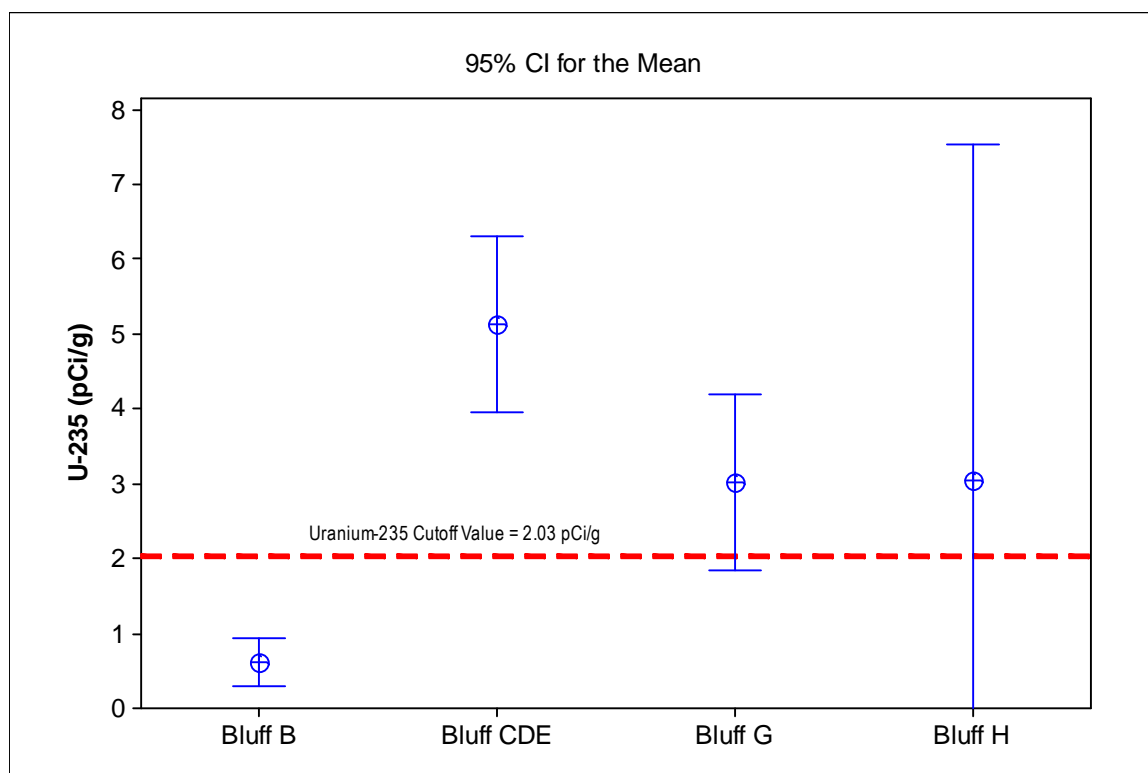 95% CI for the Mean
8
7
6
5
4
3
2
1
0
U-235 (pCi/g)
Uranium-235 Cutoff Value = 2.03 pCi/g
Bluff B
Bluff CDE
Bluff G
Bluff H